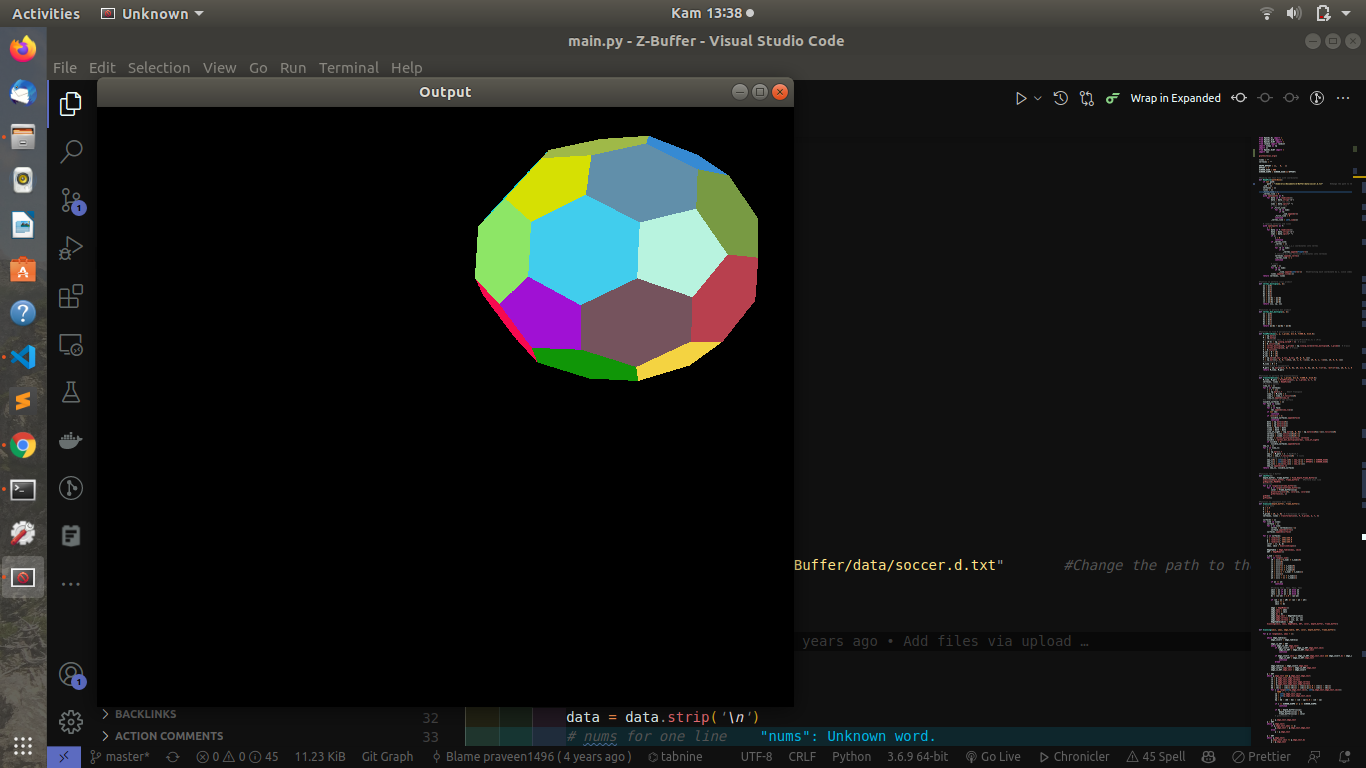 Activities Unknown Kam 13:38
main.py - Z-Buffer - Visual Studio Code
File Edit Selection View Go Run Terminal Help
Output
Wrap in Expanded
Buffer/data/soccer.d.txt" #Change the path to th
years ago • Add files via upload …
BACKLINKS
32 data = data.strip('\n')
ACTION COMMENTS
33 # nums for one line "nums": Unknown word.
master* 0 0 45 11.23 KiB Git Graph Blame praveen1496 ( 4 years ago ) tabnine UTF-8 CRLF Python 3.6.9 64-bit Go Live Chronicler 45 Spell Prettier
1
1